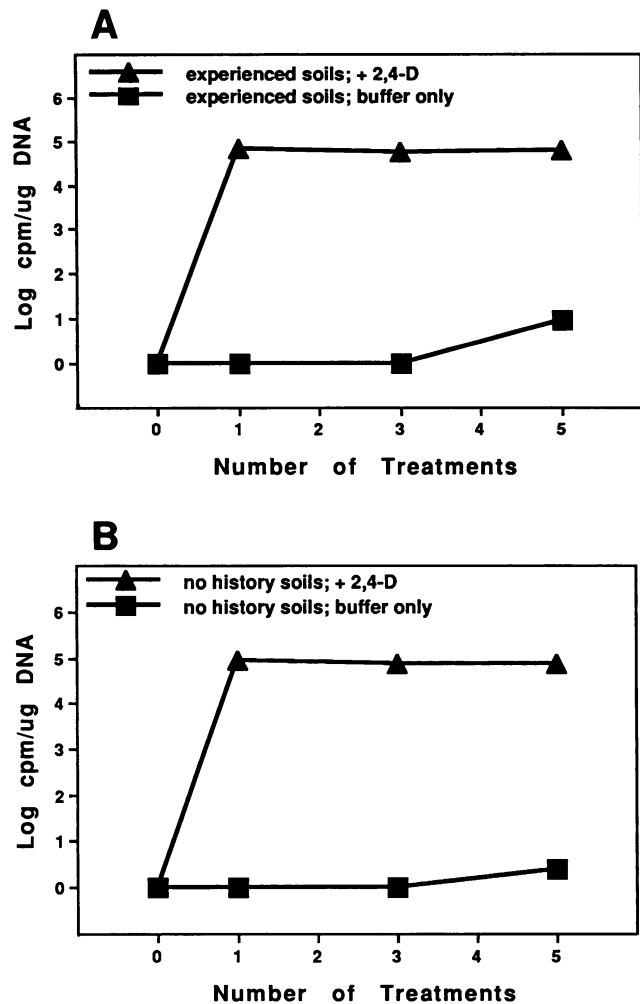 A
experienced soils; + 2,4-D
experienced soils; buffer only
Log cpm/ug DNA
6
5
4
3
2
1
0
0 1 2 3 4 5
Number of Treatments
B
no history soils; + 2,4-D
no history soils; buffer only
Log cpm/ug DNA
6
5
4
3
2
1
0
0 1 2 3 4 5
Number of Treatments